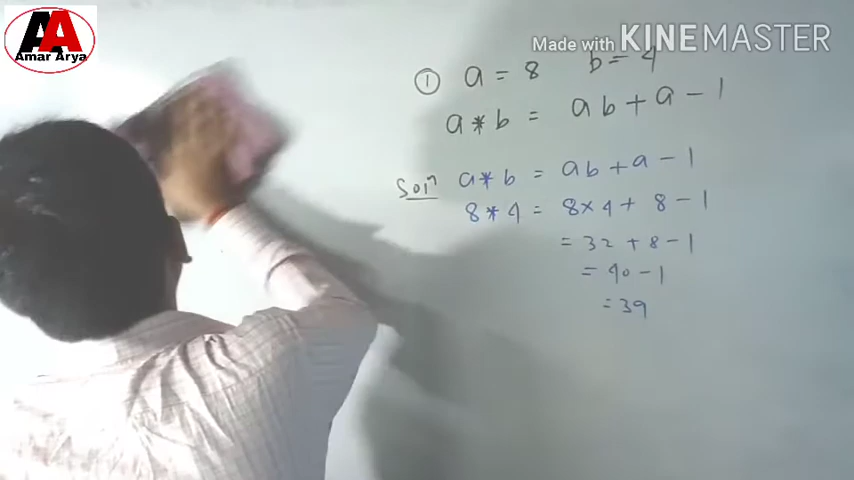 AA
Amar Arya
Made with KINEMASTER
① a = 8 b = 4
a * b = ab + a - 1
Solⁿ a * b = ab + a - 1
8 * 4 = 8 × 4 + 8 - 1
= 32 + 8 - 1
= 40 - 1
= 39